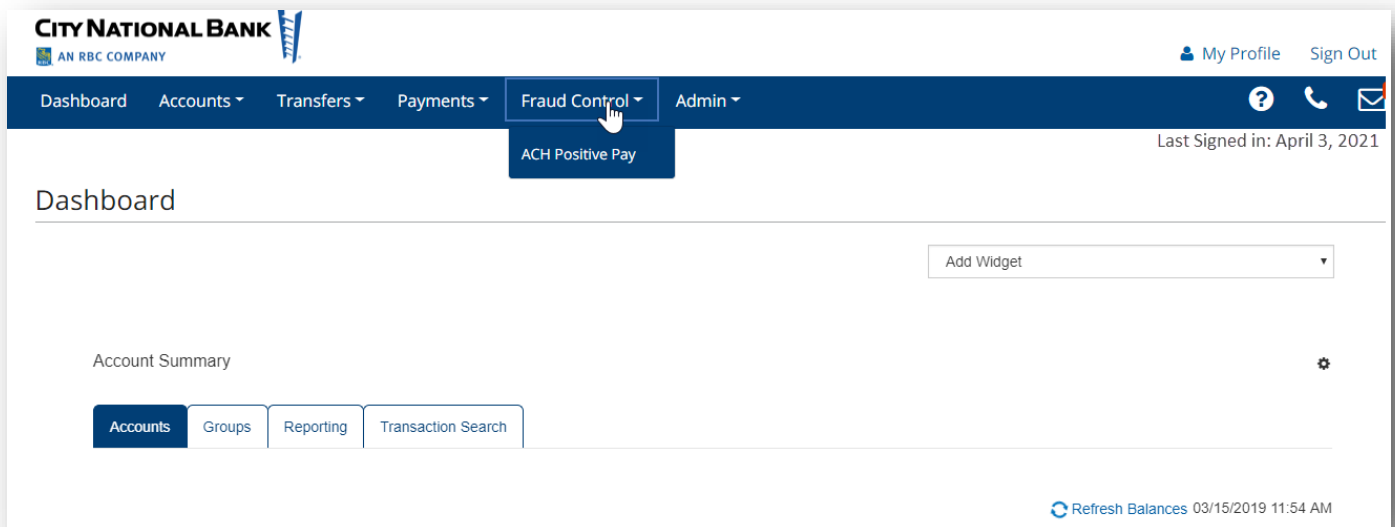 CITY NATIONAL BANK
AN RBC COMPANY
My Profile Sign Out
Dashboard Accounts Transfers Payments Fraud Control Admin
ACH Positive Pay
Last Signed in: April 3, 2021
Dashboard
Add Widget
Account Summary
Accounts Groups Reporting Transaction Search
Refresh Balances 03/15/2019 11:54 AM